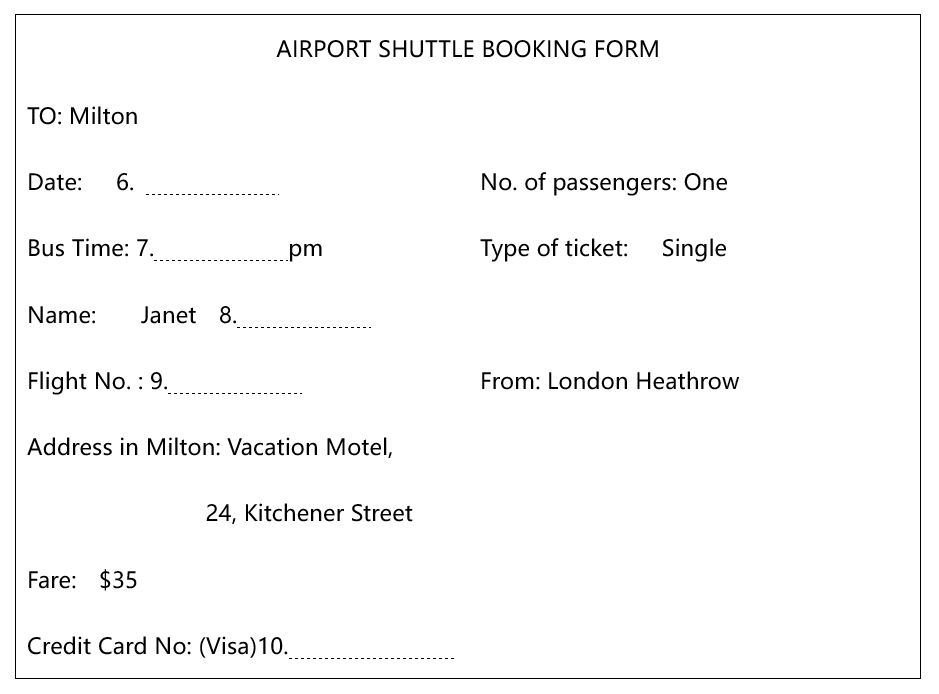 AIRPORT SHUTTLE BOOKING FORM
TO: Milton
Date: 6. No. of passengers: One
Bus Time: 7. pm Type of ticket: Single
Name: Janet 8.
Flight No. : 9. From: London Heathrow
Address in Milton: Vacation Motel,
24, Kitchener Street
Fare: $35
Credit Card No: (Visa)10.